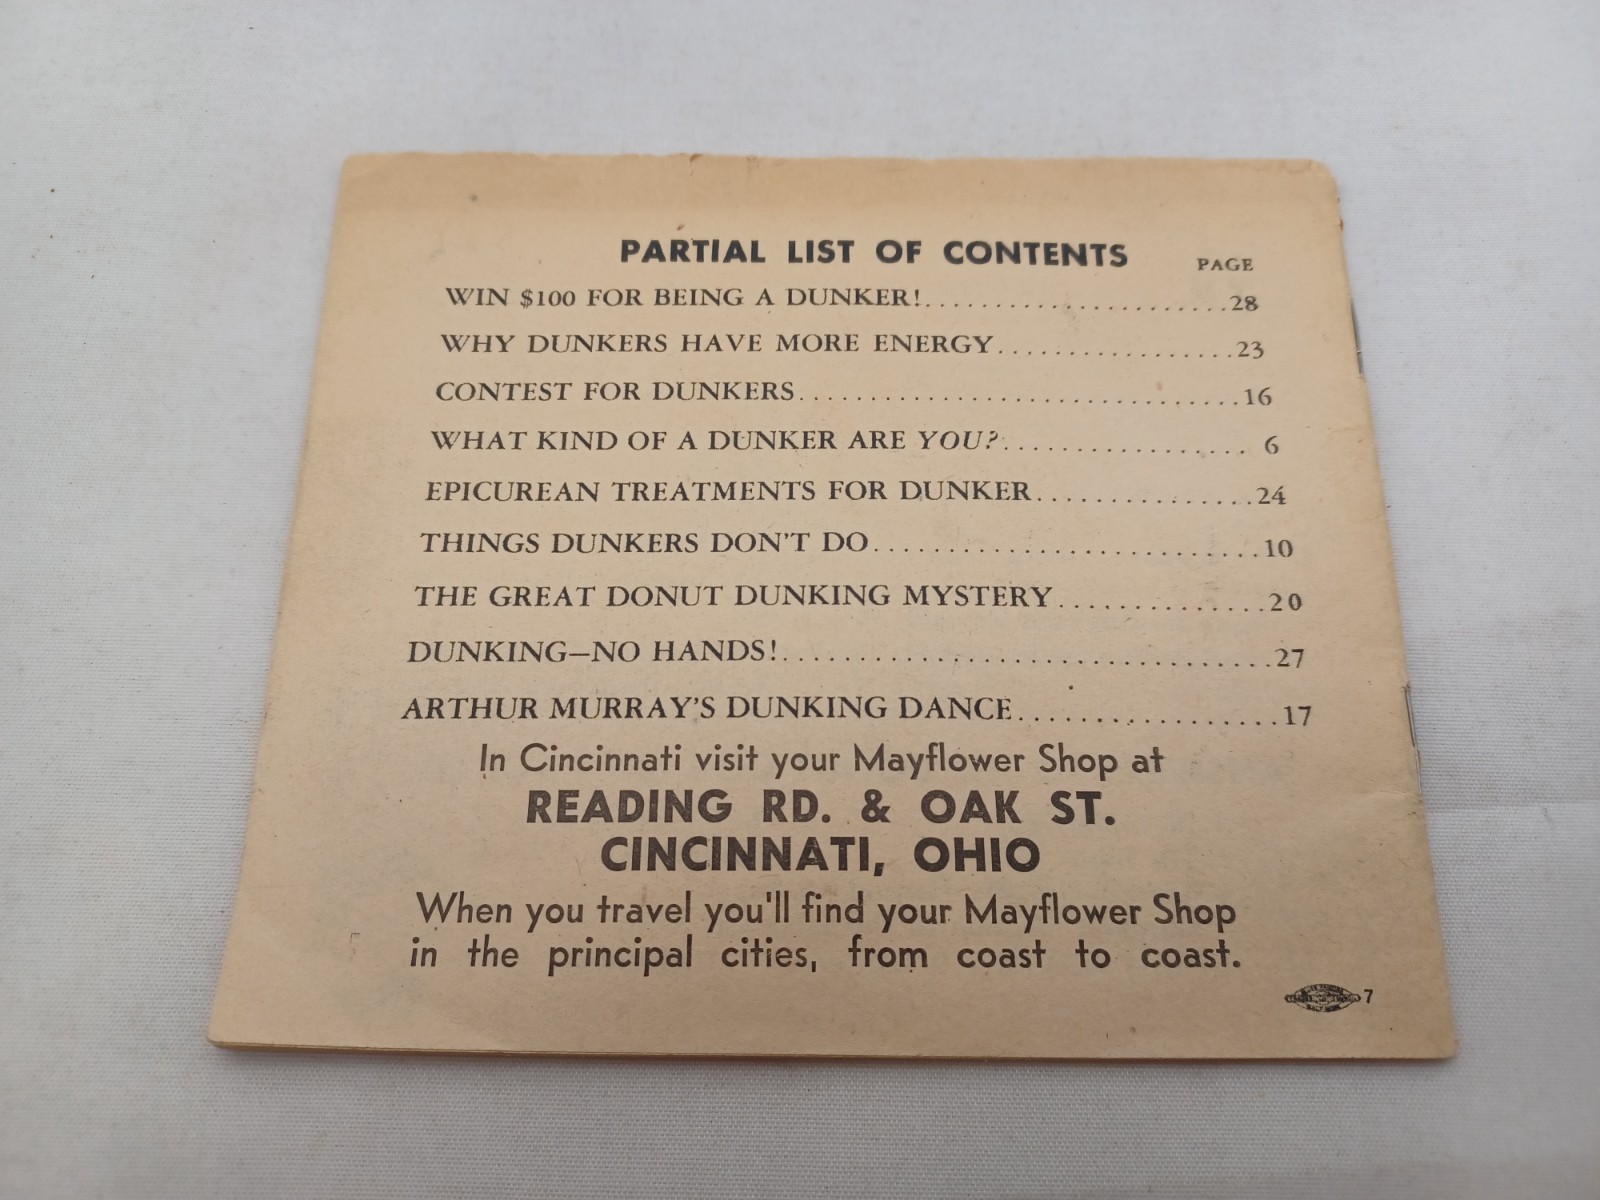 PARTIAL LIST OF CONTENTS
PAGE
WIN $100 FOR BEING A DUNKER!......................28
WHY DUNKERS HAVE MORE ENERGY.................23
CONTEST FOR DUNKERS...............................16
WHAT KIND OF A DUNKER ARE YOU?................. 6
EPICUREAN TREATMENTS FOR DUNKER...............24
THINGS DUNKERS DON'T DO...........................10
THE GREAT DONUT DUNKING MYSTERY..............20
DUNKING—NO HANDS!.................................27
ARTHUR MURRAY'S DUNKING DANCE.................17
In Cincinnati visit your Mayflower Shop at
READING RD. & OAK ST.
CINCINNATI, OHIO
When you travel you'll find your Mayflower Shop
in the principal cities, from coast to coast.
7